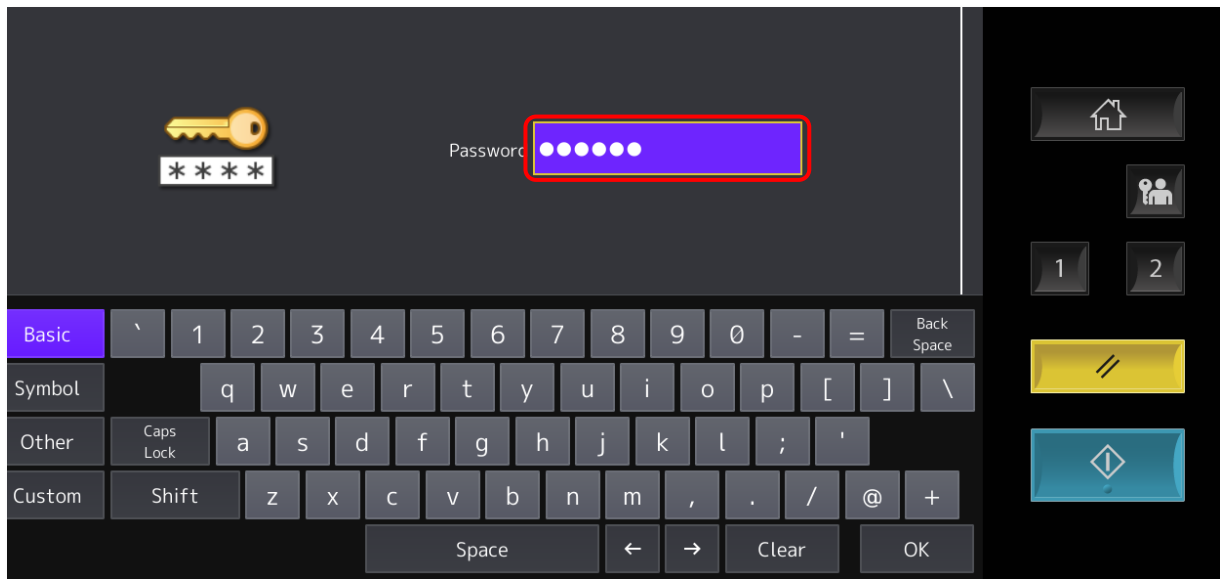 Password ●●●●●●
* * * *
Basic ` 1 2 3 4 5 6 7 8 9 0 - = Back Space
Symbol q w e r t y u i o p [ ] \
Other Caps Lock a s d f g h j k l ; '
Custom Shift z x c v b n m , . / @ +
Space ← → Clear OK
1 2